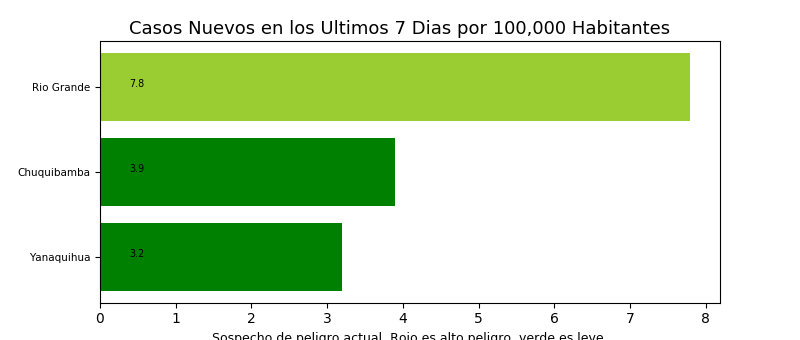 Casos Nuevos en los Ultimos 7 Dias por 100,000 Habitantes
Rio Grande 7.8
Chuquibamba 3.9
Yanaquihua 3.2
0 1 2 3 4 5 6 7 8
Sospecho de peligro actual. Rojo es alto peligro, verde es leve